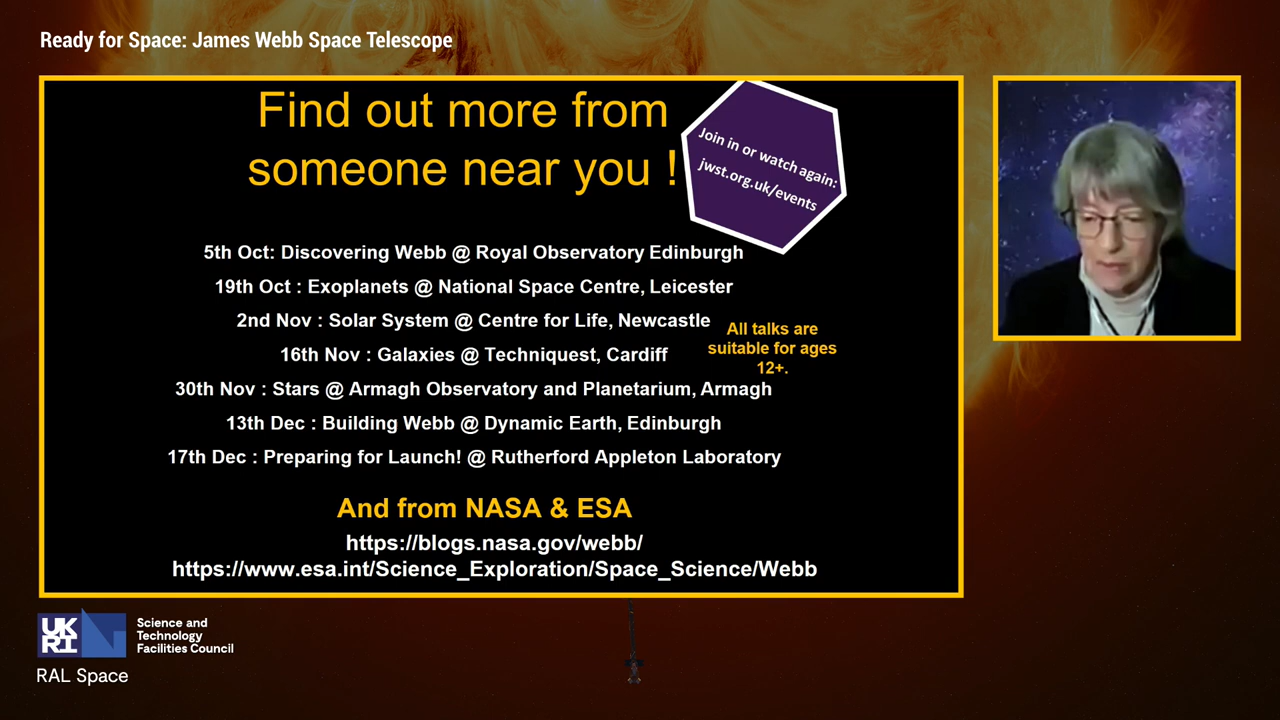 Ready for Space: James Webb Space Telescope
Find out more from
someone near you !
Join in or watch again:
jwst.org.uk/events
5th Oct: Discovering Webb @ Royal Observatory Edinburgh
19th Oct : Exoplanets @ National Space Centre, Leicester
2nd Nov : Solar System @ Centre for Life, Newcastle
16th Nov : Galaxies @ Techniquest, Cardiff
30th Nov : Stars @ Armagh Observatory and Planetarium, Armagh
13th Dec : Building Webb @ Dynamic Earth, Edinburgh
17th Dec : Preparing for Launch! @ Rutherford Appleton Laboratory
All talks are
suitable for ages
12+.
And from NASA & ESA
https://blogs.nasa.gov/webb/
https://www.esa.int/Science_Exploration/Space_Science/Webb
UK
RI
Science and
Technology
Facilities Council
RAL Space